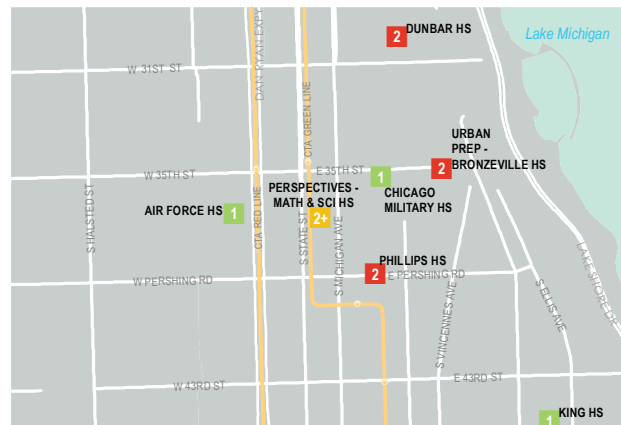 2 DUNBAR HS
Lake Michigan
DAN RYAN EXPY
W 31ST ST
CTA GREEN LINE
URBAN
PREP -
BRONZEVILLE HS
2
W 35TH ST
E 35TH ST
1
CHICAGO
MILITARY HS
PERSPECTIVES -
MATH & SCI HS
2+
AIR FORCE HS 1
S HALSTED ST
CTA RED LINE
S STATE ST
S MICHIGAN AVE
PHILLIPS HS
2
W PERSHING RD
E PERSHING RD
S VINCENNES AVE
S ELLIS AVE
LAKE SHORE DR
W 43RD ST
E 43RD ST
1 KING HS